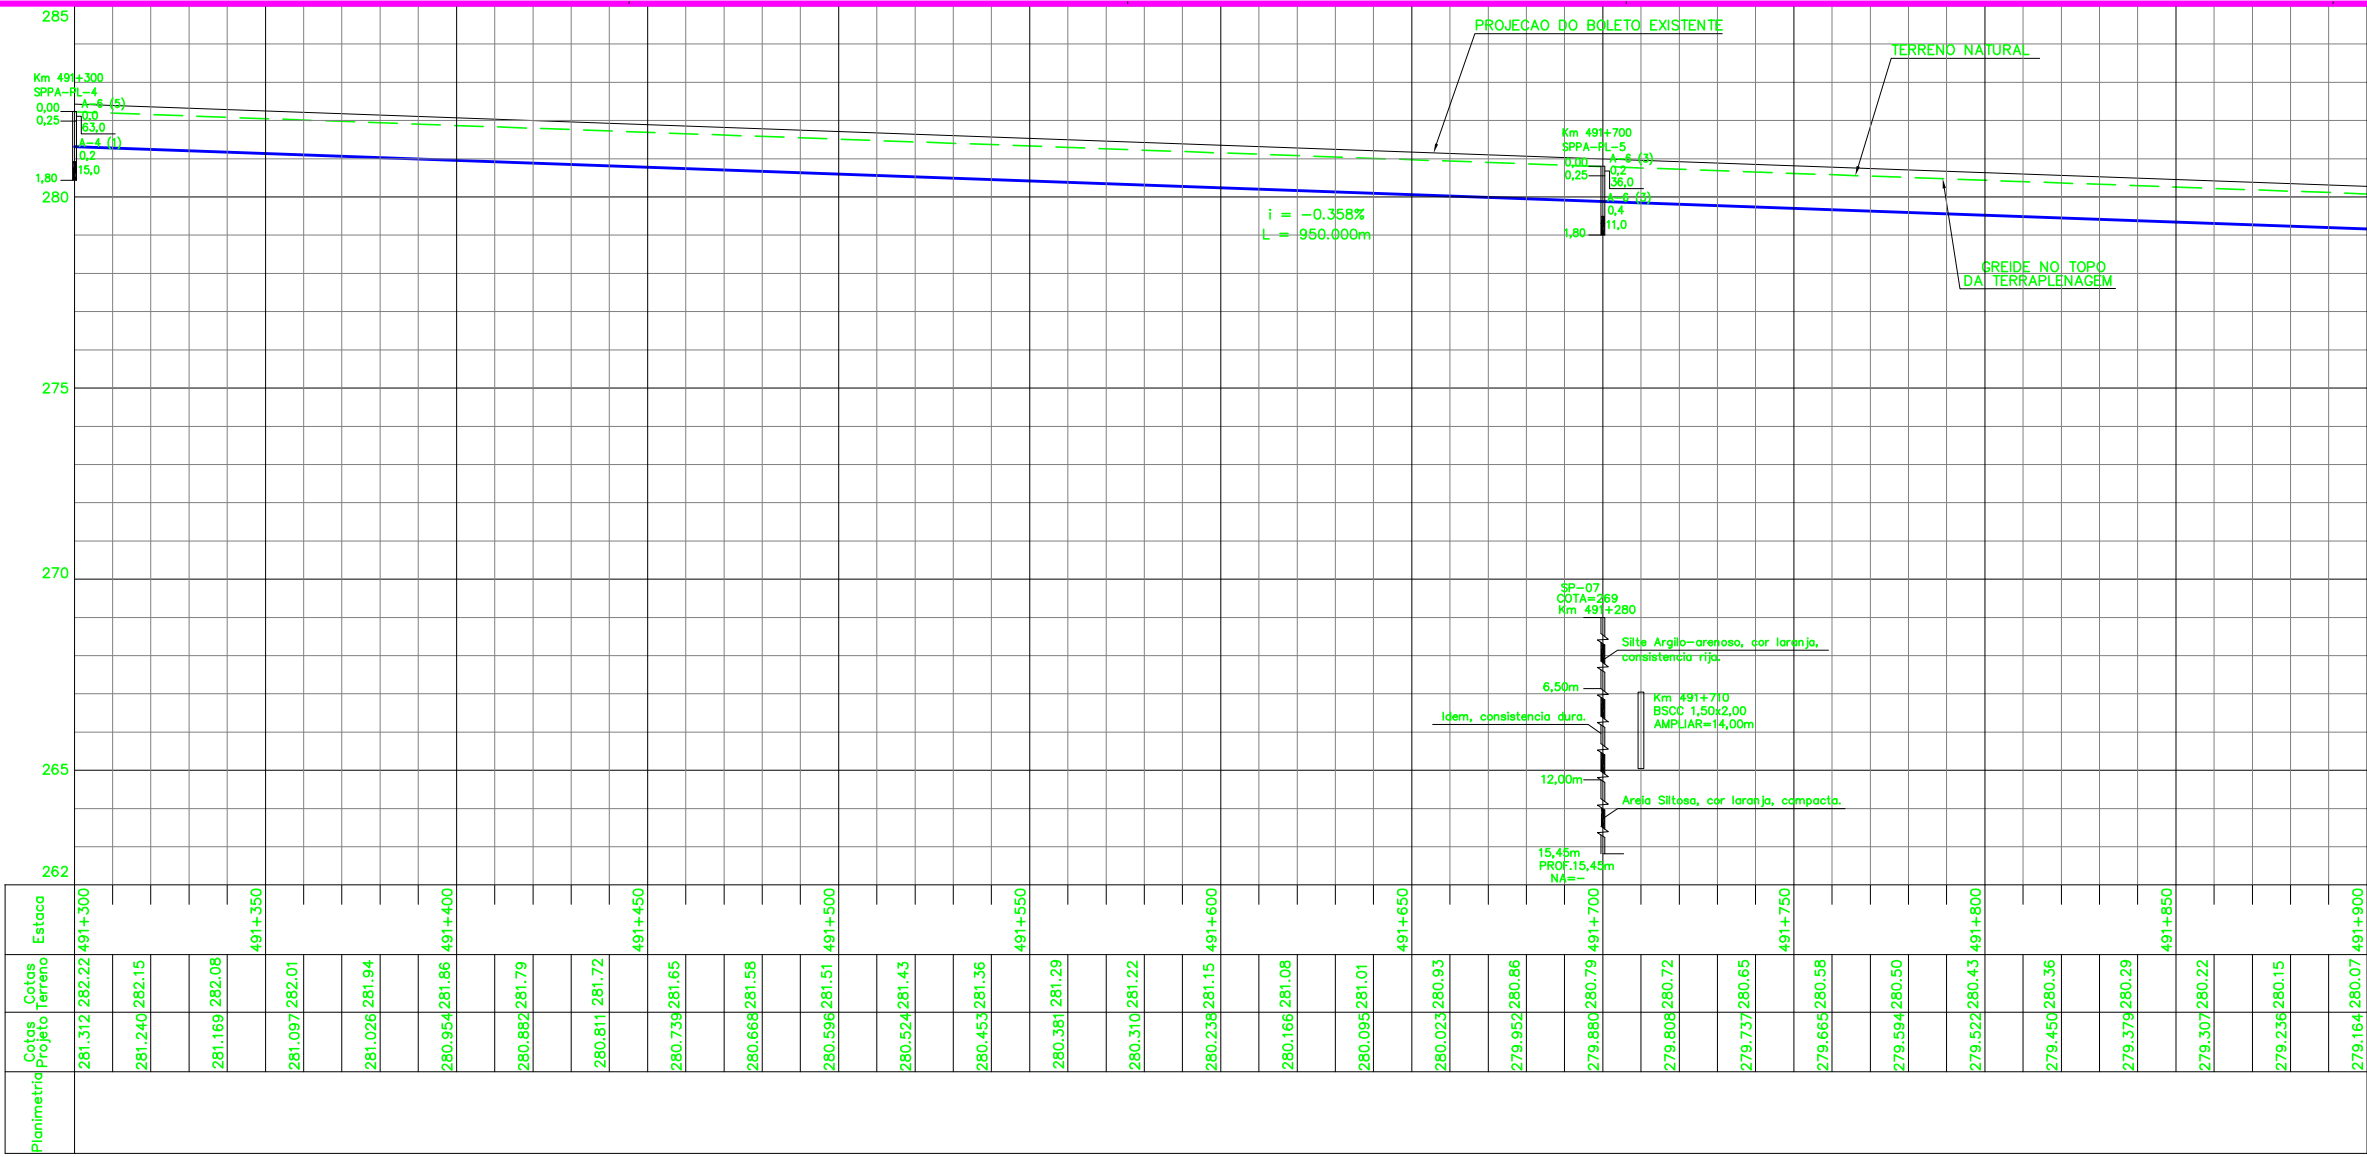 285
PROJECAO DO BOLETO EXISTENTE
TERRENO NATURAL
Km 491+300
SPPA-PL-4
0,00
A-6 (5)
0,0
0,25
63,0
A-4 (1)
0,2
15,0
1,80
Km 491+700
SPPA-PL-5
0,00
A-6 (3)
0,2
0,25
36,0
0,4
11,0
1,80
280
i = -0.358%
L = 950.000m
GREIDE NO TOPO
DA TERRAPLENAGEM
275
270
SP-07
COTA=269
Km 491+280
Silte Argilo-arenoso, cor laranja,
consistencia rija.
6,50m
Km 491+710
BSCC 1,50x2,00
AMPLIAR=14,00m
Idem, consistencia dura.
265
12,00m
Areia Siltosa, cor laranja, compacta.
15,45m
PROF.15,45m
NA=-
262
Estaca
491+300 491+350 491+400 491+450 491+500 491+550 491+600 491+650 491+700 491+750 491+800 491+850 491+900
Cotas
Terreno
282.22 282.15 282.08 282.01 281.94 281.86 281.79 281.72 281.65 281.58 281.51 281.43 281.36 281.29 281.22 281.15 281.08 281.01 280.93 280.86 280.79 280.72 280.65 280.58 280.50 280.43 280.36 280.29 280.22 280.15 280.07
Cotas
Projeto
281.312 281.240 281.169 281.097 281.026 280.954 280.882 280.811 280.739 280.668 280.596 280.524 280.453 280.381 280.310 280.238 280.166 280.095 280.023 279.952 279.880 279.808 279.737 279.665 279.594 279.522 279.450 279.379 279.307 279.236 279.164
Planimetria